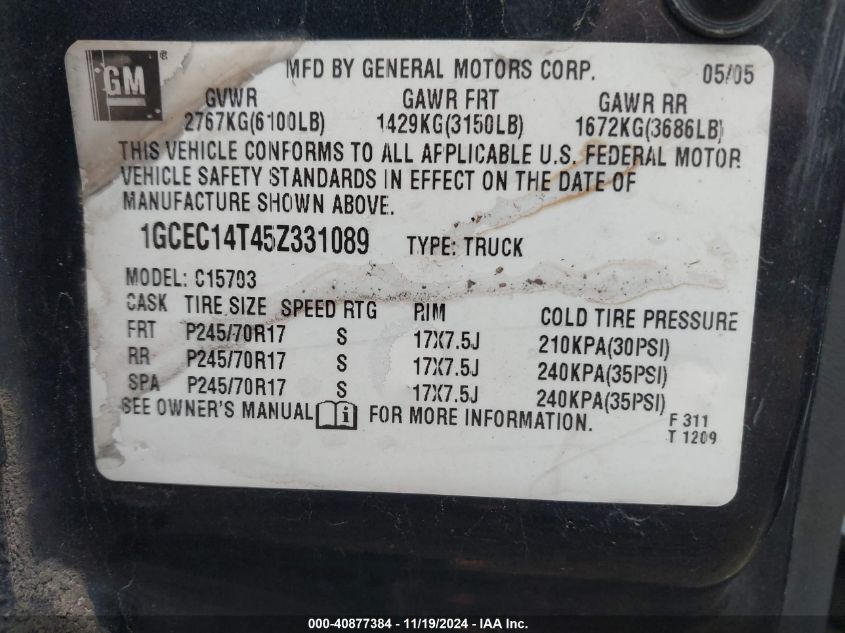 GM ®
MFD BY GENERAL MOTORS CORP. 05/05
GVWR GAWR FRT GAWR RR
2767KG(6100LB) 1429KG(3150LB) 1672KG(3686LB)
THIS VEHICLE CONFORMS TO ALL APPLICABLE U.S. FEDERAL MOTOR
VEHICLE SAFETY STANDARDS IN EFFECT ON THE DATE OF
MANUFACTURE SHOWN ABOVE.
1GCEC14T45Z331089 TYPE: TRUCK
MODEL: C15703
CASK TIRE SIZE SPEED RTG RIM COLD TIRE PRESSURE
FRT P245/70R17 S 17X7.5J 210KPA(30PSI)
RR P245/70R17 S 17X7.5J 240KPA(35PSI)
SPA P245/70R17 S 17X7.5J 240KPA(35PSI)
SEE OWNER'S MANUAL i FOR MORE INFORMATION.
F 311
T 1209
000-40877384 - 11/19/2024 - IAA Inc.